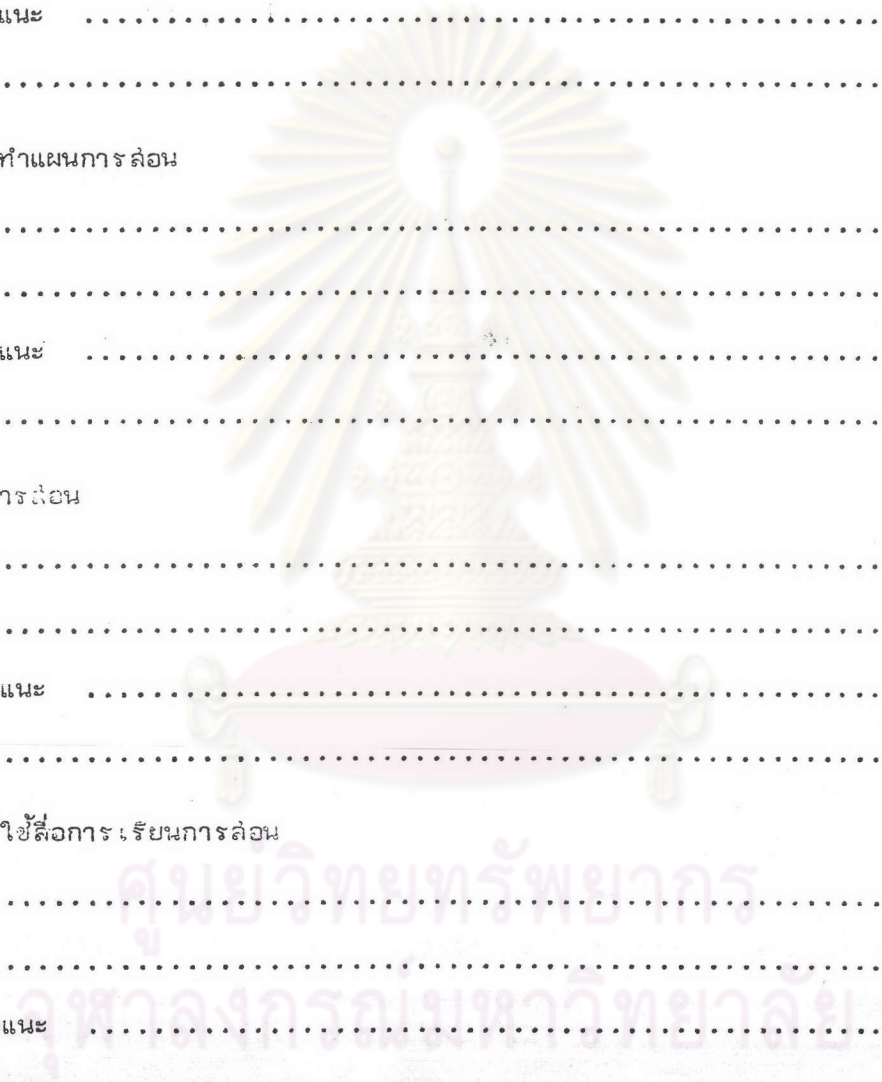 แนะ ........................................................
..............................................................
ทำแผนการสอน
..............................................................
..............................................................
แนะ ........................................................
..............................................................
การสอน
..............................................................
..............................................................
แนะ ........................................................
..............................................................
ใช้สื่อการเรียนการสอน
ศูนย์วิทยทรัพยากร
..............................................................
..............................................................
จุฬาลงกรณ์มหาวิทยาลัย
แนะ ........................................................